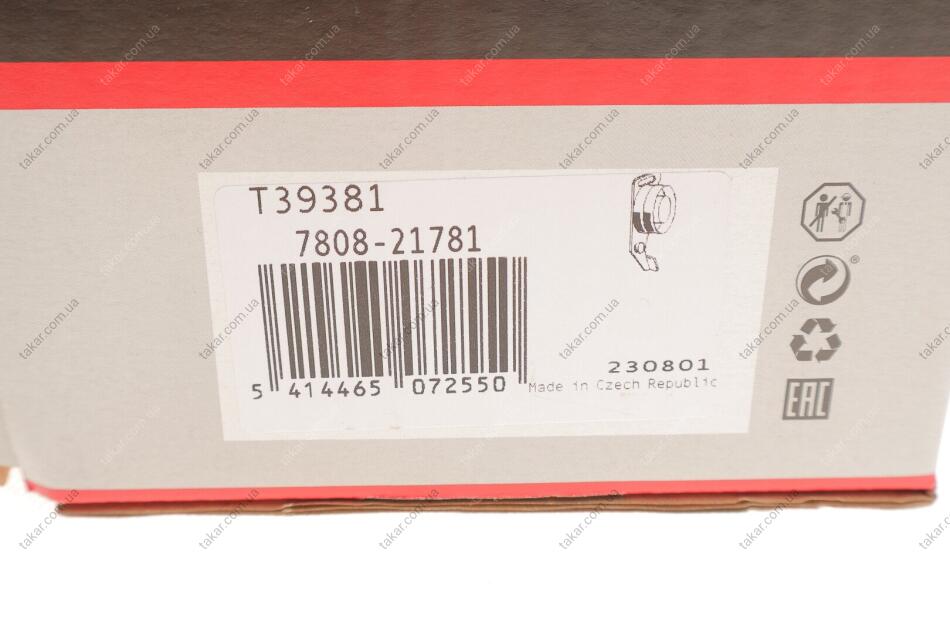 T39381
7808-21781
5 414465 072550
230801
Made in Czech Republic
®
EAC
takar.com.ua